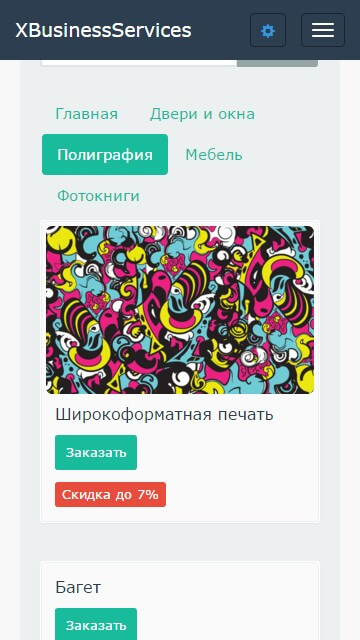 XBusinessServices
Главная Двери и окна
Полиграфия Мебель
Фотокниги
Широкоформатная печать
Заказать
Скидка до 7%
Багет
Заказать